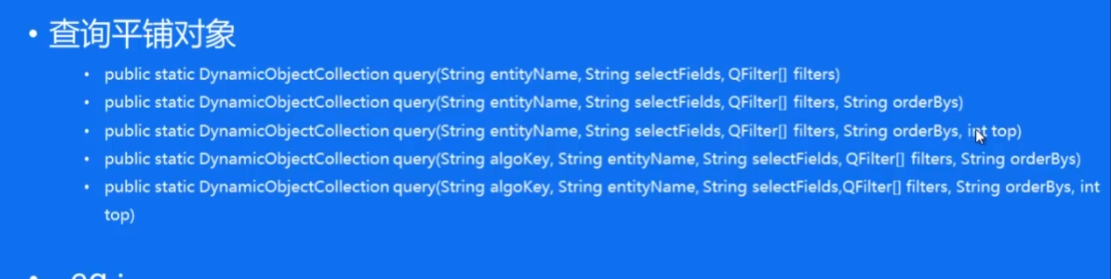 • 查询平铺对象
• public static DynamicObjectCollection query(String entityName, String selectFields, QFilter[] filters)
• public static DynamicObjectCollection query(String entityName, String selectFields, QFilter[] filters, String orderBys)
• public static DynamicObjectCollection query(String entityName, String selectFields, QFilter[] filters, String orderBys, int top)
• public static DynamicObjectCollection query(String algoKey, String entityName, String selectFields, QFilter[] filters, String orderBys)
• public static DynamicObjectCollection query(String algoKey, String entityName, String selectFields,QFilter[] filters, String orderBys, int
top)